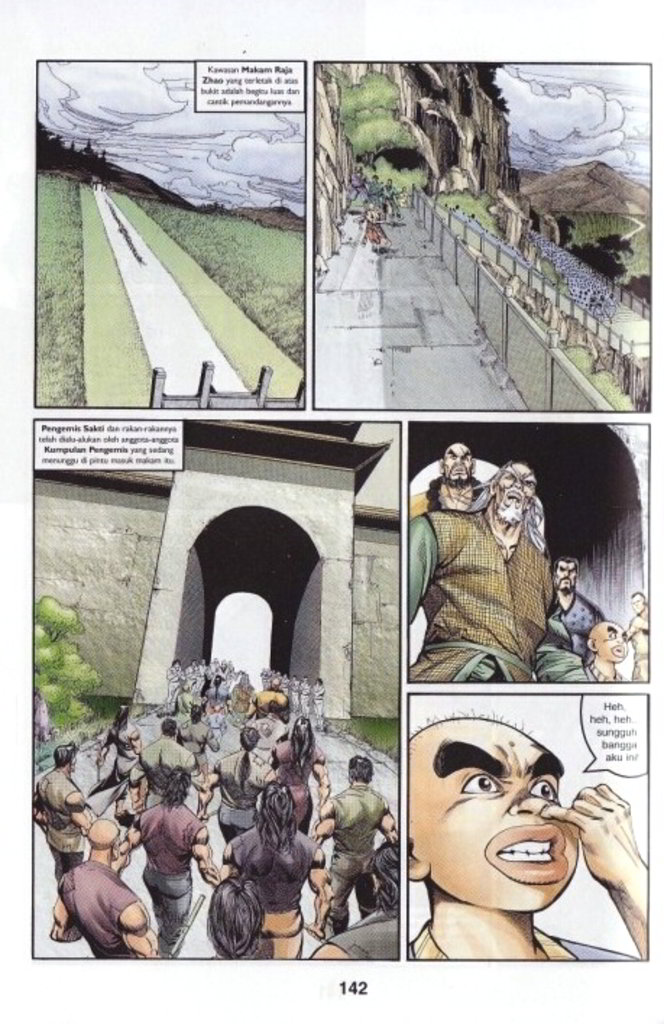 Kawasan Makam Raja
Zhao yang terletak di atas
bukit adalah begitu luas dan
cantik pemandangannya.
Pengemis Sakti dan rakan-rakannya
telah dialu-alukan oleh anggota-anggota
Kumpulan Pengemis yang sedang
menunggu di pintu masuk makam itu.
Heh,
heh, heh..
sungguh
bangga
aku ini!
142